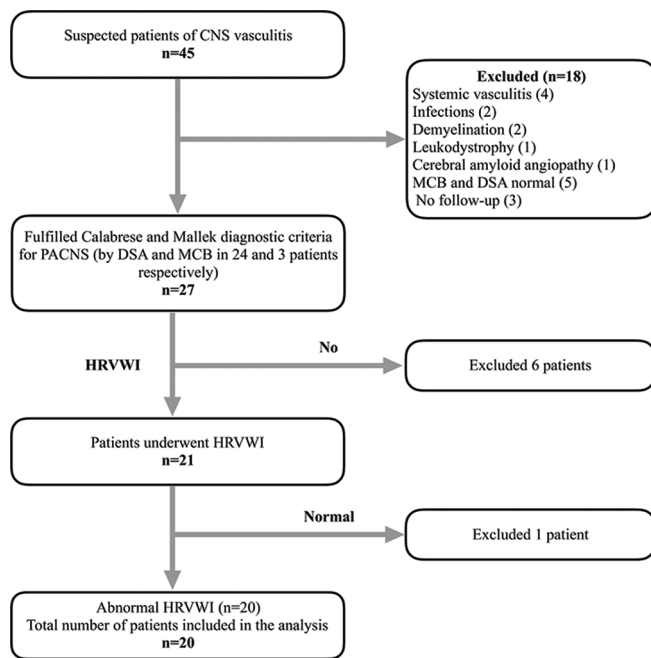 Suspected patients of CNS vasculitis
n=45
Excluded (n=18)
Systemic vasculitis (4)
Infections (2)
Demyelination (2)
Leukodystrophy (1)
Cerebral amyloid angiopathy (1)
MCB and DSA normal (5)
No follow-up (3)
Fulfilled Calabrese and Mallek diagnostic criteria
for PACNS (by DSA and MCB in 24 and 3 patients
respectively)
n=27
HRVWI
No
Excluded 6 patients
Patients underwent HRVWI
n=21
Normal
Excluded 1 patient
Abnormal HRVWI (n=20)
Total number of patients included in the analysis
n=20